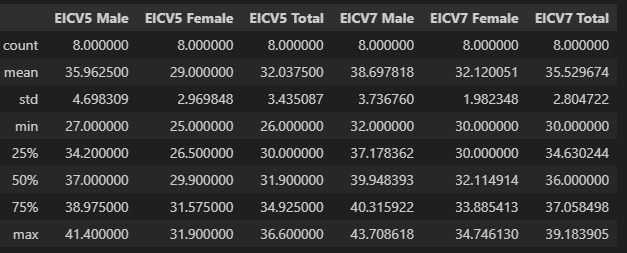 EICV5 Male EICV5 Female EICV5 Total EICV7 Male EICV7 Female EICV7 Total
count 8.000000 8.000000 8.000000 8.000000 8.000000 8.000000
mean 35.962500 29.000000 32.037500 38.697818 32.120051 35.529674
std 4.698309 2.969848 3.435087 3.736760 1.982348 2.804722
min 27.000000 25.000000 26.000000 32.000000 30.000000 30.000000
25% 34.200000 26.500000 30.000000 37.178362 30.000000 34.630244
50% 37.000000 29.900000 31.900000 39.948393 32.114914 36.000000
75% 38.975000 31.575000 34.925000 40.315922 33.885413 37.058498
max 41.400000 31.900000 36.600000 43.708618 34.746130 39.183905